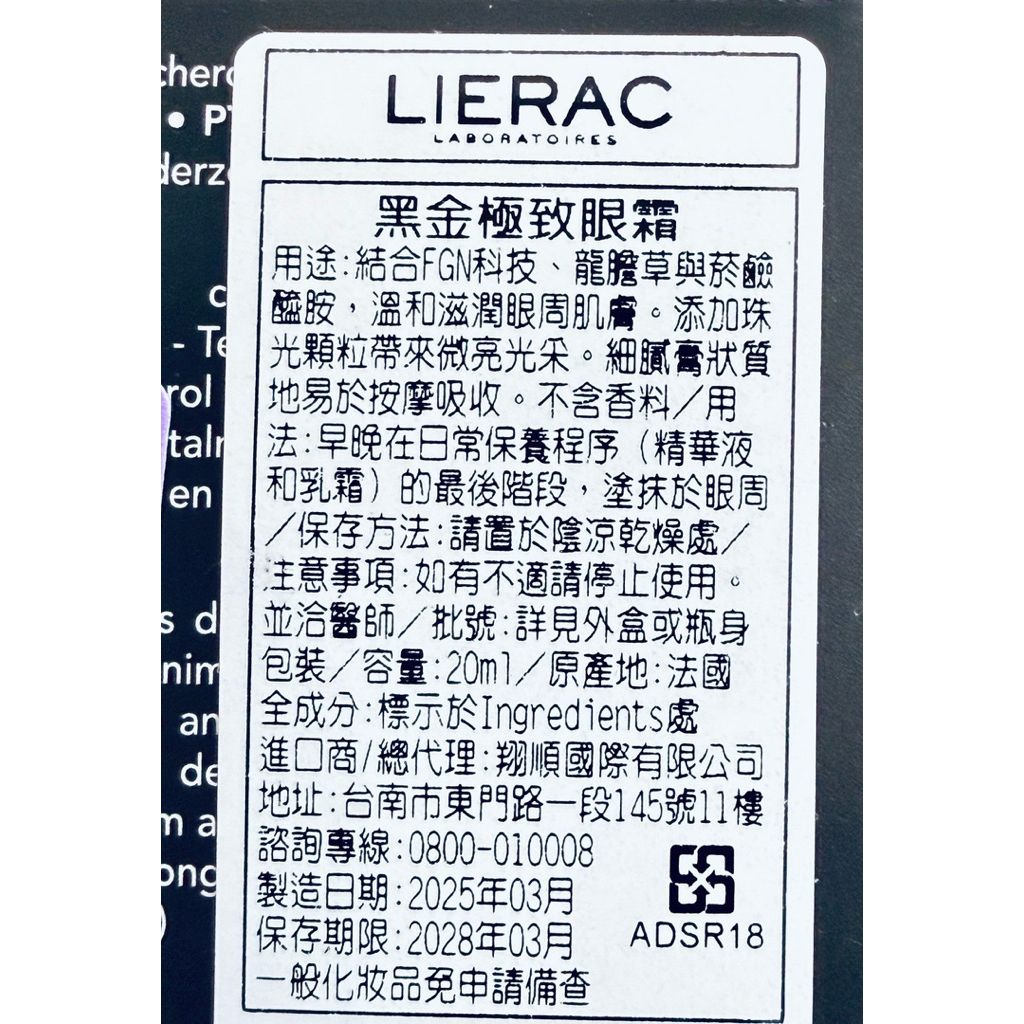 LIERAC
LABORATOIRES
黑金極致眼霜
用途:結合FGN科技、龍膽草與菸鹼
醯胺，溫和滋潤眼周肌膚。添加珠
光顆粒帶來微亮光采。細膩膏狀質
地易於按摩吸收。不含香料/用
法:早晚在日常保養程序（精華液
和乳霜）的最後階段，塗抹於眼周
/保存方法:請置於陰涼乾燥處/
注意事項:如有不適請停止使用。
並洽醫師/批號:詳見外盒或瓶身
包裝/容量:20ml/原產地:法國
全成分:標示於Ingredients處
進口商/總代理:翔順國際有限公司
地址:台南市東門路一段145號11樓
諮詢專線:0800-010008
製造日期:2025年03月
保存期限:2028年03月
ADSR18
一般化妝品免申請備查
cher
• P
derz
c
- Te
rol
talr
en
s d
nim
an
de
m a
ong